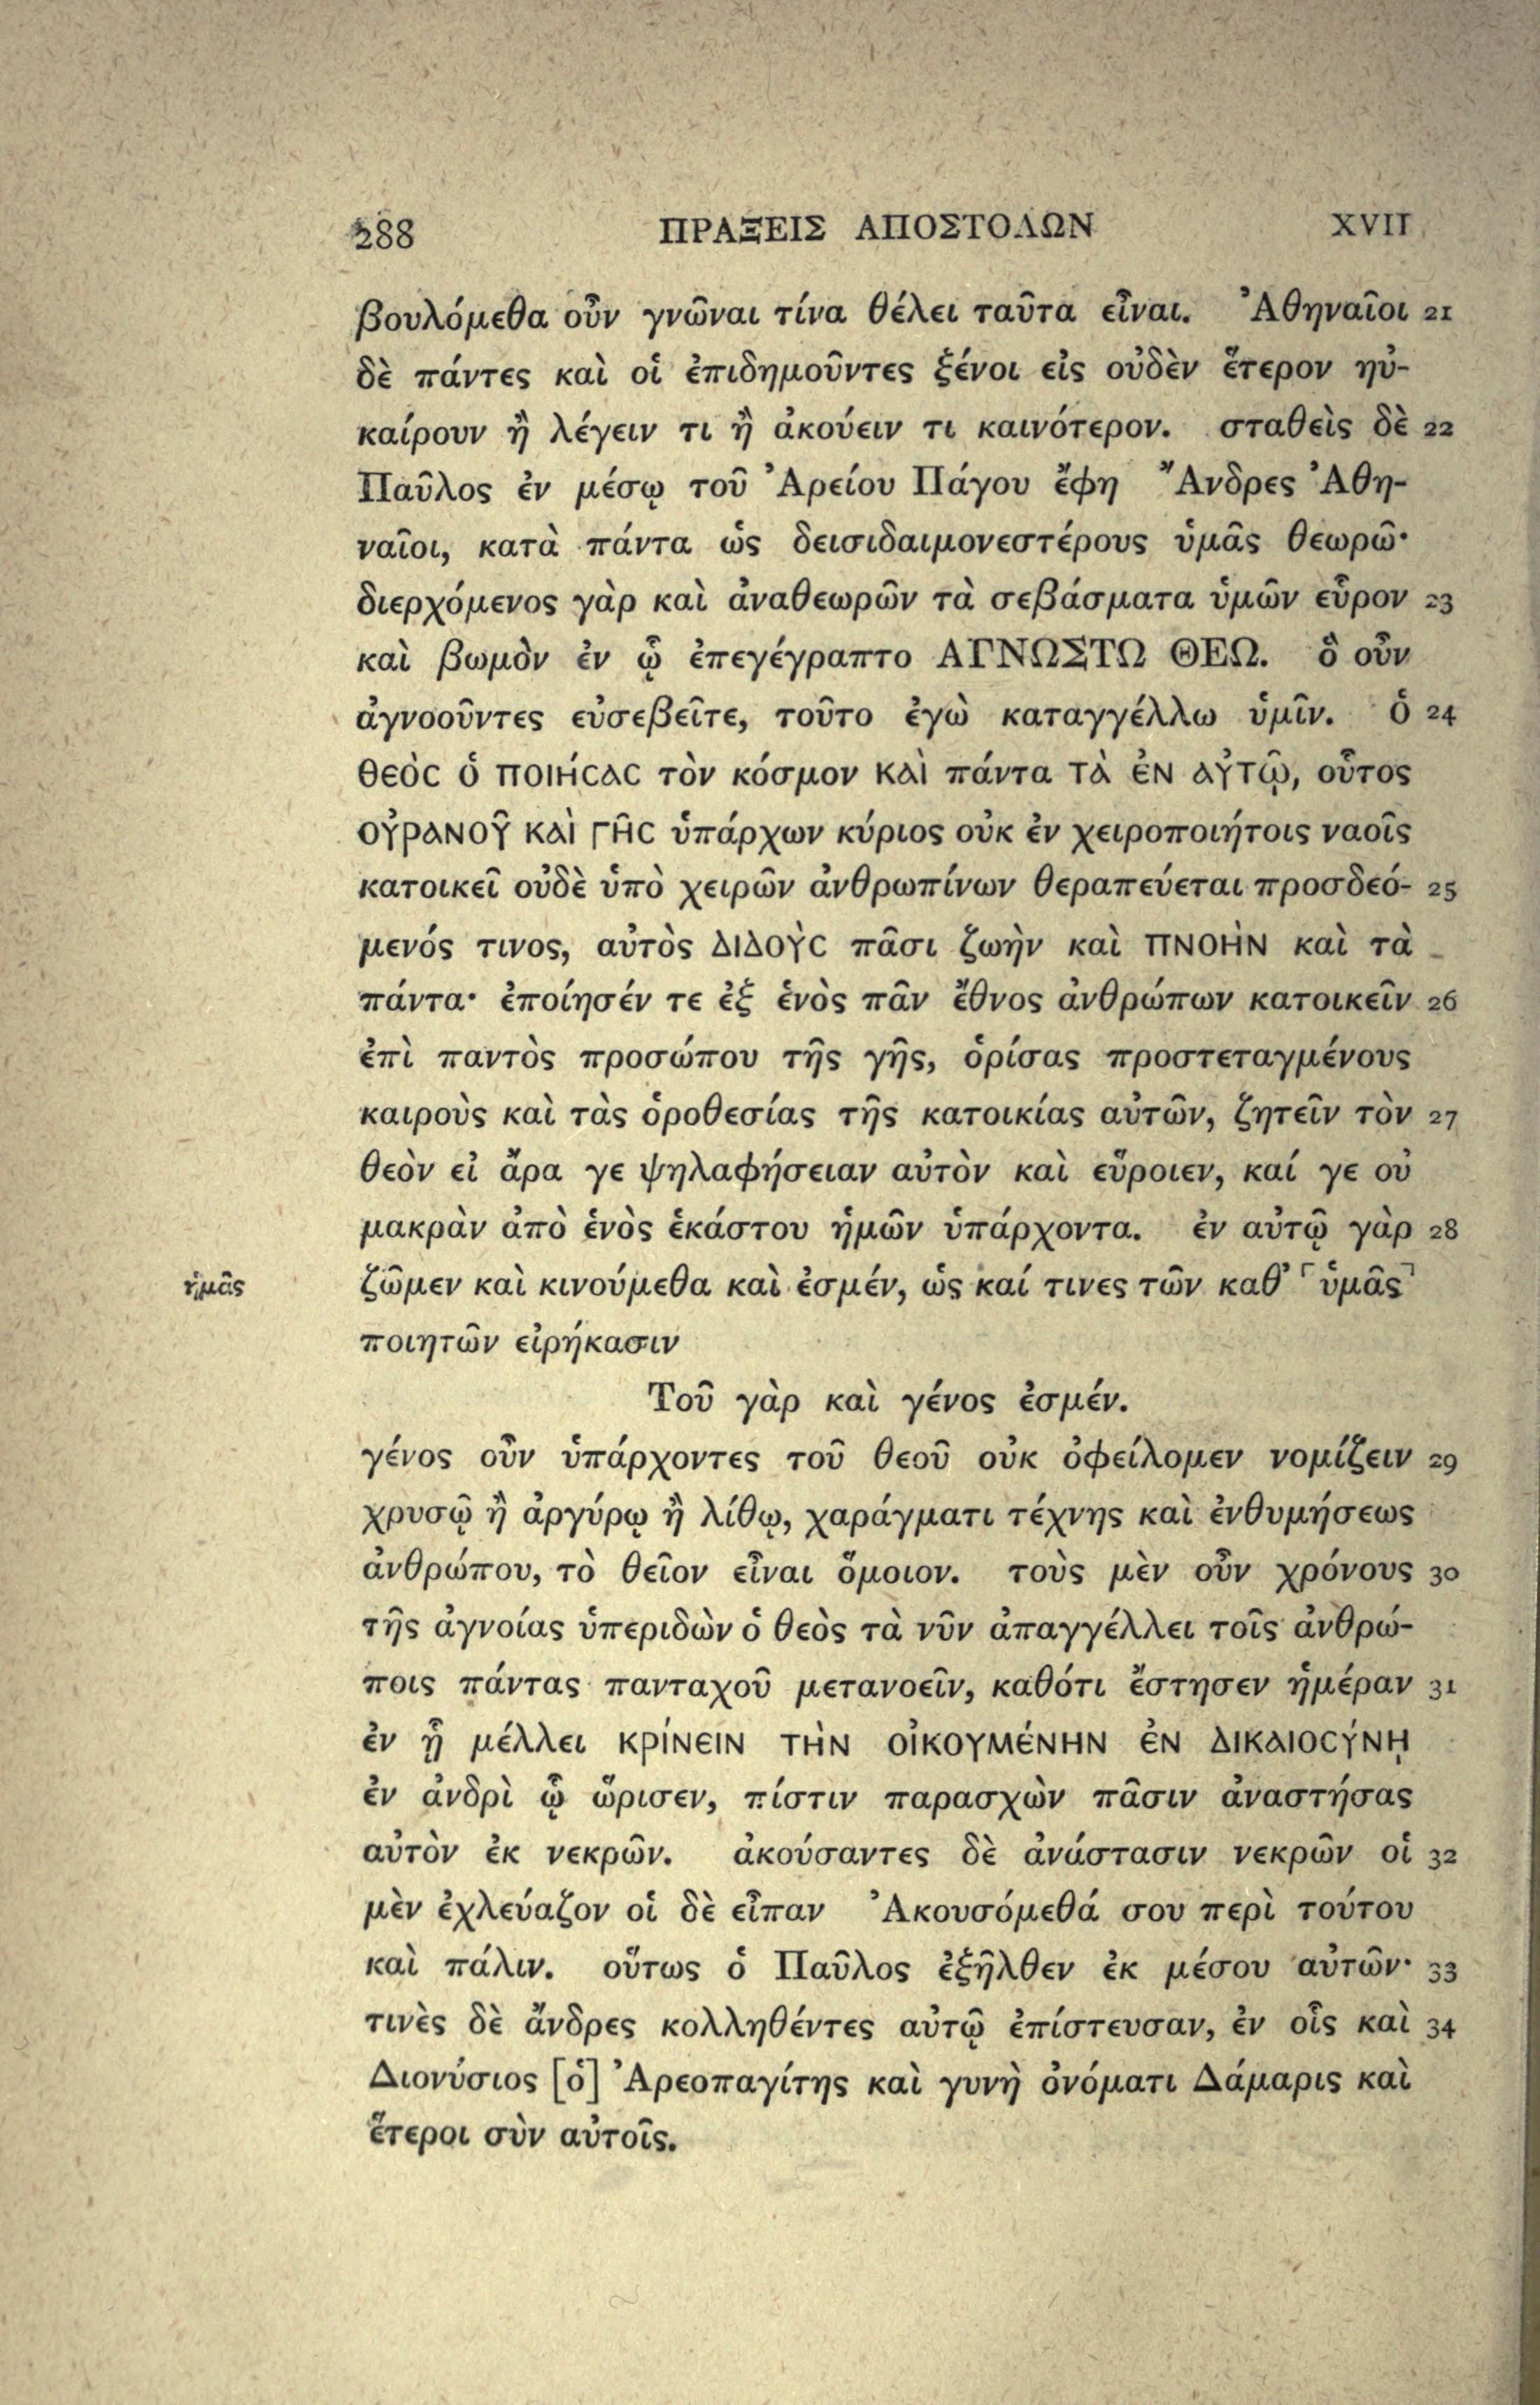 288 ΠΡΑΞΕΙΣ ΑΠΟΣΤΟΛΩΝ XVII
βουλόμεθα οὖν γνῶναι τίνα θέλει ταῦτα εἶναι. Ἀθηναῖοι 21
δὲ πάντες καὶ οἱ ἐπιδημοῦντες ξένοι εἰς οὐδὲν ἕτερον ηὐ-
καίρουν ἢ λέγειν τι ἢ ἀκούειν τι καινότερον. σταθεὶς δὲ 22
Παῦλος ἐν μέσῳ τοῦ Ἀρείου Πάγου ἔφη Ἄνδρες Ἀθη-
ναῖοι, κατὰ πάντα ὡς δεισιδαιμονεστέρους ὑμᾶς θεωρῶ·
διερχόμενος γὰρ καὶ ἀναθεωρῶν τὰ σεβάσματα ὑμῶν εὗρον 23
καὶ βωμὸν ἐν ᾧ ἐπεγέγραπτο ΑΓΝΩΣΤΩ ΘΕΩ. ὃ οὖν
ἀγνοοῦντες εὐσεβεῖτε, τοῦτο ἐγὼ καταγγέλλω ὑμῖν. ὁ 24
θεὸς ὁ ποιήσας τὸν κόσμον καὶ πάντα τὰ ἐν αὐτῷ, οὗτος
οὐρανοῦ καὶ γῆς ὑπάρχων κύριος οὐκ ἐν χειροποιήτοις ναοῖς
κατοικεῖ οὐδὲ ὑπὸ χειρῶν ἀνθρωπίνων θεραπεύεται προσδεό- 25
μενός τινος, αὐτὸς διδοὺς πᾶσι ζωὴν καὶ πνοὴν καὶ τὰ
πάντα· ἐποίησέν τε ἐξ ἑνὸς πᾶν ἔθνος ἀνθρώπων κατοικεῖν 26
ἐπὶ παντὸς προσώπου τῆς γῆς, ὁρίσας προστεταγμένους
καιροὺς καὶ τὰς ὁροθεσίας τῆς κατοικίας αὐτῶν, ζητεῖν τὸν 27
θεὸν εἰ ἄρα γε ψηλαφήσειαν αὐτὸν καὶ εὕροιεν, καί γε οὐ
μακρὰν ἀπὸ ἑνὸς ἑκάστου ἡμῶν ὑπάρχοντα. ἐν αὐτῷ γὰρ 28
ἡμᾶς ζῶμεν καὶ κινούμεθα καὶ ἐσμέν, ὡς καί τινες τῶν καθ’ ⌜ὑμᾶς⌝
ποιητῶν εἰρήκασιν
Τοῦ γὰρ καὶ γένος ἐσμέν.
γένος οὖν ὑπάρχοντες τοῦ θεοῦ οὐκ ὀφείλομεν νομίζειν 29
χρυσῷ ἢ ἀργύρῳ ἢ λίθῳ, χαράγματι τέχνης καὶ ἐνθυμήσεως
ἀνθρώπου, τὸ θεῖον εἶναι ὅμοιον. τοὺς μὲν οὖν χρόνους 30
τῆς ἀγνοίας ὑπεριδὼν ὁ θεὸς τὰ νῦν ἀπαγγέλλει τοῖς ἀνθρώ-
ποις πάντας πανταχοῦ μετανοεῖν, καθότι ἔστησεν ἡμέραν 31
ἐν ᾗ μέλλει κρίνειν τὴν οἰκουμένην ἐν δικαιοσύνῃ
ἐν ἀνδρὶ ᾧ ὥρισεν, πίστιν παρασχὼν πᾶσιν ἀναστήσας
αὐτὸν ἐκ νεκρῶν. ἀκούσαντες δὲ ἀνάστασιν νεκρῶν οἱ 32
μὲν ἐχλεύαζον οἱ δὲ εἶπαν Ἀκουσόμεθά σου περὶ τούτου
καὶ πάλιν. οὕτως ὁ Παῦλος ἐξῆλθεν ἐκ μέσου αὐτῶν· 33
τινὲς δὲ ἄνδρες κολληθέντες αὐτῷ ἐπίστευσαν, ἐν οἷς καὶ 34
Διονύσιος [ὁ] Ἀρεοπαγίτης καὶ γυνὴ ὀνόματι Δάμαρις καὶ
ἕτεροι σὺν αὐτοῖς.